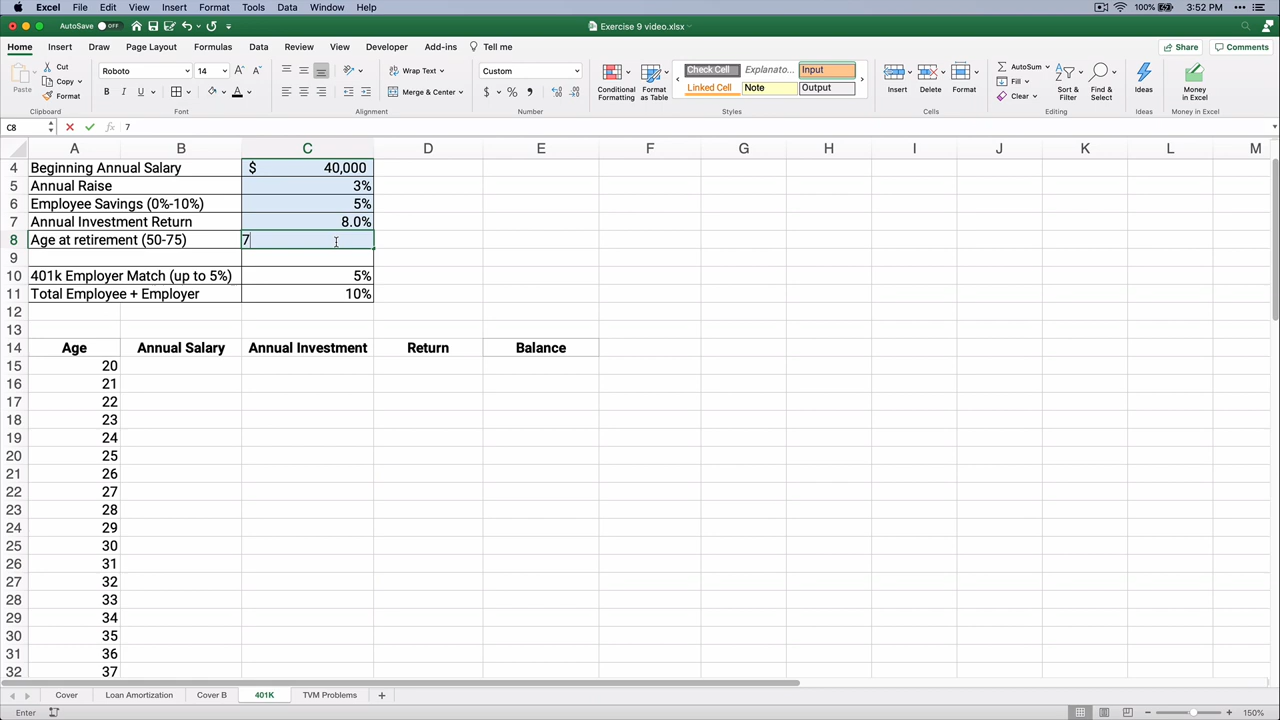 Excel File Edit View Insert Format Tools Data Window Help 100% 3:52 PM
AutoSave OFF Exercise 9 video.xlsx
Home Insert Draw Page Layout Formulas Data Review View Developer Add-ins Tell me Share Comments
Paste Cut Copy Format Roboto 14 Wrap Text Custom Check Cell Explanato... Input AutoSum
B I U A Merge & Center $ % Conditional Formatting Format as Table Linked Cell Note Output Insert Delete Format Fill Clear Sort & Filter Find & Select Ideas Money in Excel
Clipboard Font Alignment Number Styles Cells Editing Ideas Money in Excel
C8 fx 7
A B C D E F G H I J K L M
4 Beginning Annual Salary $ 40,000
5 Annual Raise 3%
6 Employee Savings (0%-10%) 5%
7 Annual Investment Return 8.0%
8 Age at retirement (50-75) 7
9
10 401k Employer Match (up to 5%) 5%
11 Total Employee + Employer 10%
12
13
14 Age Annual Salary Annual Investment Return Balance
15 20
16 21
17 22
18 23
19 24
20 25
21 26
22 27
23 28
24 29
25 30
26 31
27 32
28 33
29 34
30 35
31 36
32 37
Cover Loan Amortization Cover B 401K TVM Problems
Enter 150%